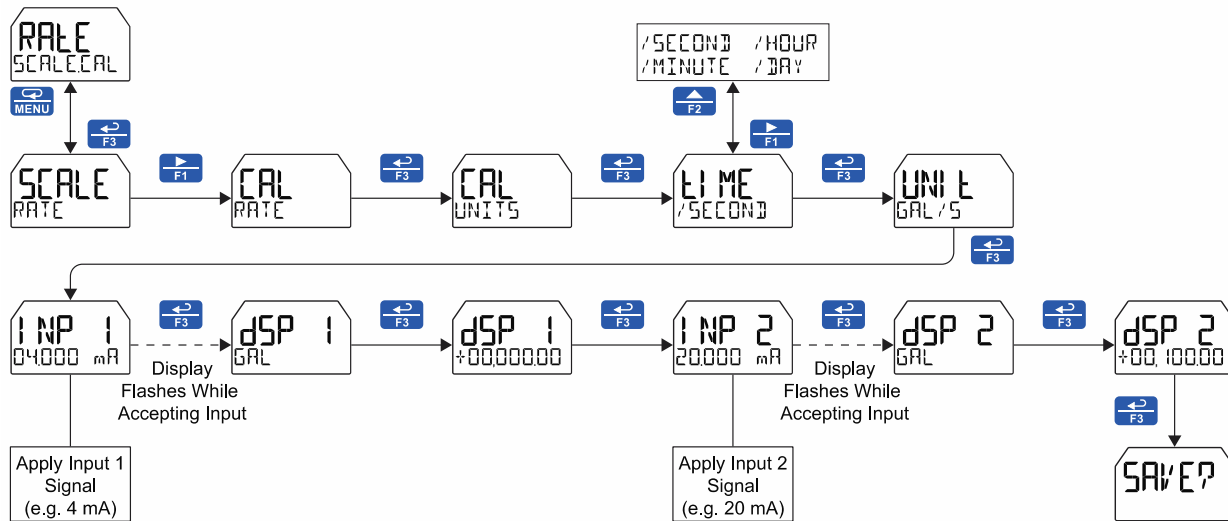 RAtE
SCALE.CAL
MENU
F3
/SECOND /HOUR
/MINUTE /DAY
F2
F1
SCALE
RATE
F1
CAL
RATE
F3
CAL
UNITS
F3
tIME
/SECOND
F3
UNIt
GAL/S
F3
INP 1
04.000 mA
F3
Display
Flashes While
Accepting Input
dSP 1
GAL
F3
dSP 1
+00,000.00
F3
INP 2
20.000 mA
F3
Display
Flashes While
Accepting Input
dSP 2
GAL
F3
dSP 2
+00,100.00
F3
Apply Input 1
Signal
(e.g. 4 mA)
Apply Input 2
Signal
(e.g. 20 mA)
SAVE?